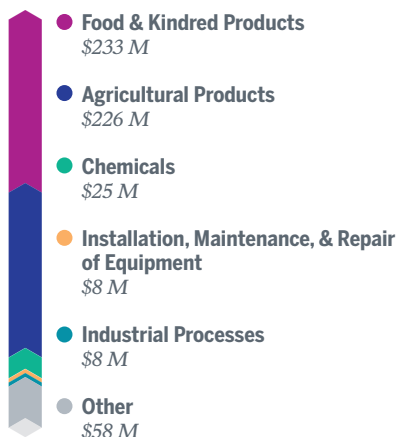 Food & Kindred Products
$233 M
Agricultural Products
$226 M
Chemicals
$25 M
Installation, Maintenance, & Repair
of Equipment
$8 M
Industrial Processes
$8 M
Other
$58 M